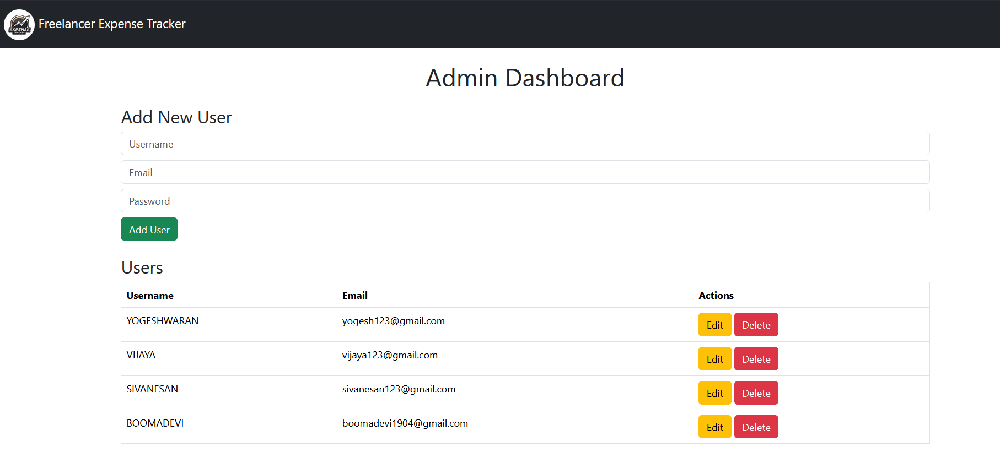 EXPENSE
TRACKER
Freelancer Expense Tracker
Admin Dashboard
Add New User
Username
Email
Password
Add User
Users
Username Email Actions
YOGESHWARAN yogesh123@gmail.com Edit Delete
VIJAYA vijaya123@gmail.com Edit Delete
SIVANESAN sivanesan123@gmail.com Edit Delete
BOOMADEVI boomadevi1904@gmail.com Edit Delete